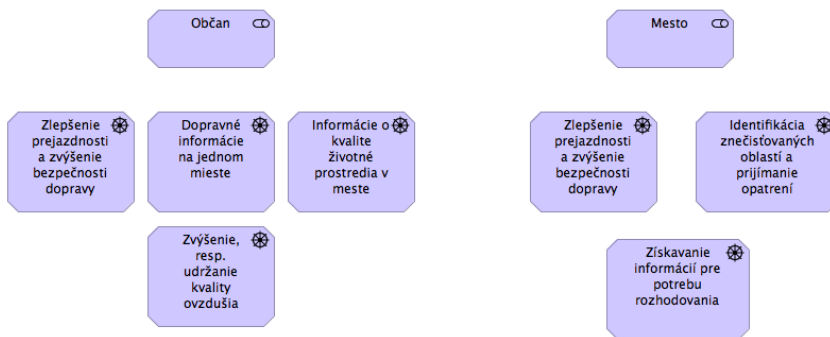 Občan
Mesto
Zlepšenie
prejazdnosti
a zvýšenie
bezpečnosti
dopravy
Dopravné
informácie
na jednom
mieste
Informácie o
kvalite
životné
prostredia v
meste
Zlepšenie
prejazdnosti
a zvýšenie
bezpečnosti
dopravy
Identifikácia
znečisťovaných
oblastí a
prijímanie
opatrení
Zvýšenie,
resp.
udržanie
kvality
ovzdušia
Získavanie
informácií pre
potrebu
rozhodovania